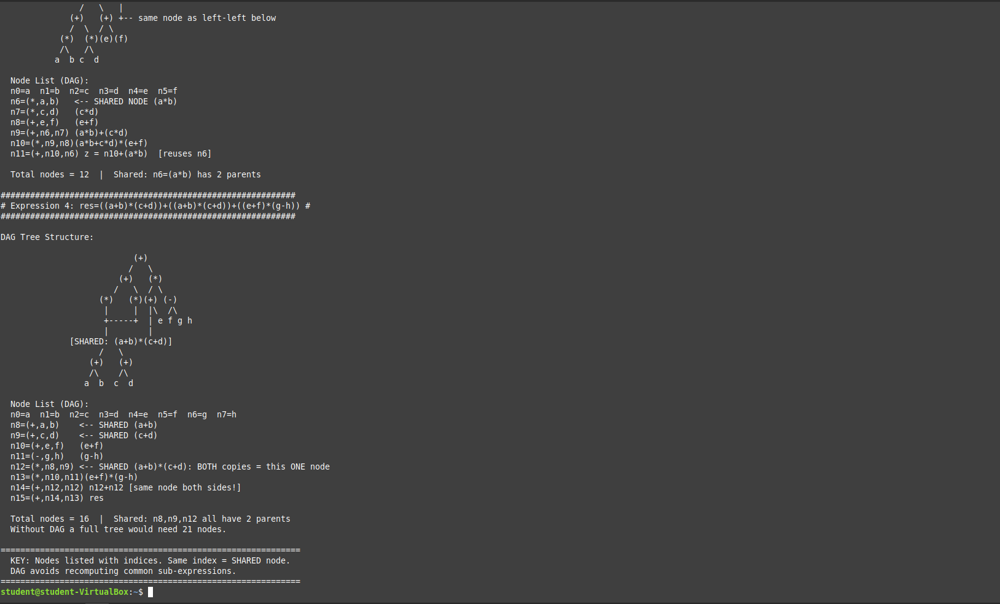 /   \   |
              (+)   (+) +-- same node as left-left below
              /  \  / \
            (*)  (*)(e)(f)
            /\   /\
           a  b c  d

  Node List (DAG):
  n0=a  n1=b  n2=c  n3=d  n4=e  n5=f
  n6=(*,a,b)   <-- SHARED NODE (a*b)
  n7=(*,c,d)   (c*d)
  n8=(+,e,f)   (e+f)
  n9=(+,n6,n7) (a*b)+(c*d)
  n10=(*,n9,n8)(a*b+c*d)*(e+f)
  n11=(+,n10,n6) z = n10+(a*b)  [reuses n6]

  Total nodes = 12  |  Shared: n6=(a*b) has 2 parents

############################################################
# Expression 4: res=((a+b)*(c+d))+((a+b)*(c+d))+((e+f)*(g-h)) #
############################################################

DAG Tree Structure:

                           (+)
                          /   \
                        (+)   (*)
                       /   \  / \
                    (*)   (*)(+) (-)
                     |     |  |\  /\
                     +-----+  | e f g h
                     |        |
              [SHARED: (a+b)*(c+d)]
                    /   \
                  (+)   (+)
                  /\    /\
                 a  b  c  d

  Node List (DAG):
  n0=a  n1=b  n2=c  n3=d  n4=e  n5=f  n6=g  n7=h
  n8=(+,a,b)    <-- SHARED (a+b)
  n9=(+,c,d)    <-- SHARED (c+d)
  n10=(+,e,f)   (e+f)
  n11=(-,g,h)   (g-h)
  n12=(*,n8,n9) <-- SHARED (a+b)*(c+d): BOTH copies = this ONE node
  n13=(*,n10,n11)(e+f)*(g-h)
  n14=(+,n12,n12) n12+n12 [same node both sides!]
  n15=(+,n14,n13) res

  Total nodes = 16  |  Shared: n8,n9,n12 all have 2 parents
  Without DAG a full tree would need 21 nodes.

=============================================================
  KEY: Nodes listed with indices. Same index = SHARED node.
  DAG avoids recomputing common sub-expressions.
=============================================================
student@student-VirtualBox:~$